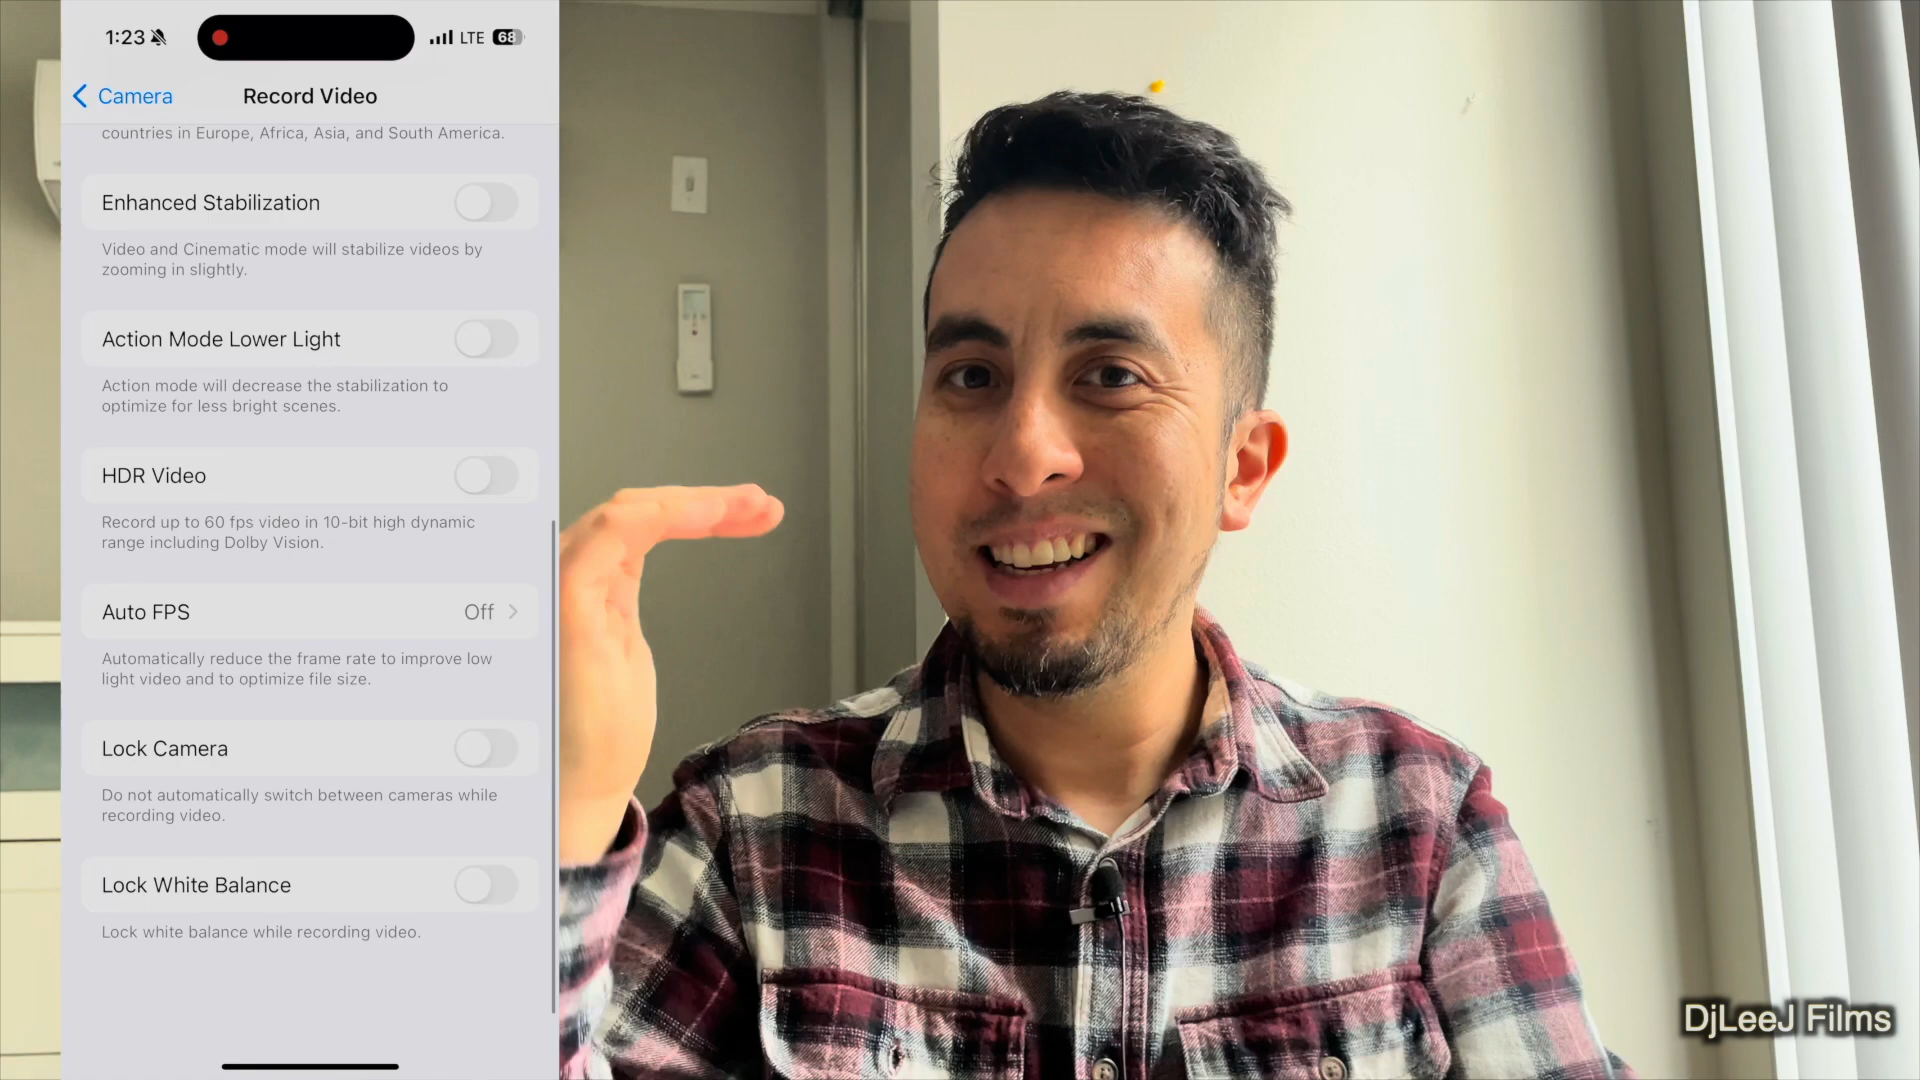 1:23 LTE 68
Camera Record Video
countries in Europe, Africa, Asia, and South America.
Enhanced Stabilization
Video and Cinematic mode will stabilize videos by
zooming in slightly.
Action Mode Lower Light
Action mode will decrease the stabilization to
optimize for less bright scenes.
HDR Video
Record up to 60 fps video in 10-bit high dynamic
range including Dolby Vision.
Auto FPS Off
Automatically reduce the frame rate to improve low
light video and to optimize file size.
Lock Camera
Do not automatically switch between cameras while
recording video.
Lock White Balance
Lock white balance while recording video.
DjLeeJ Films